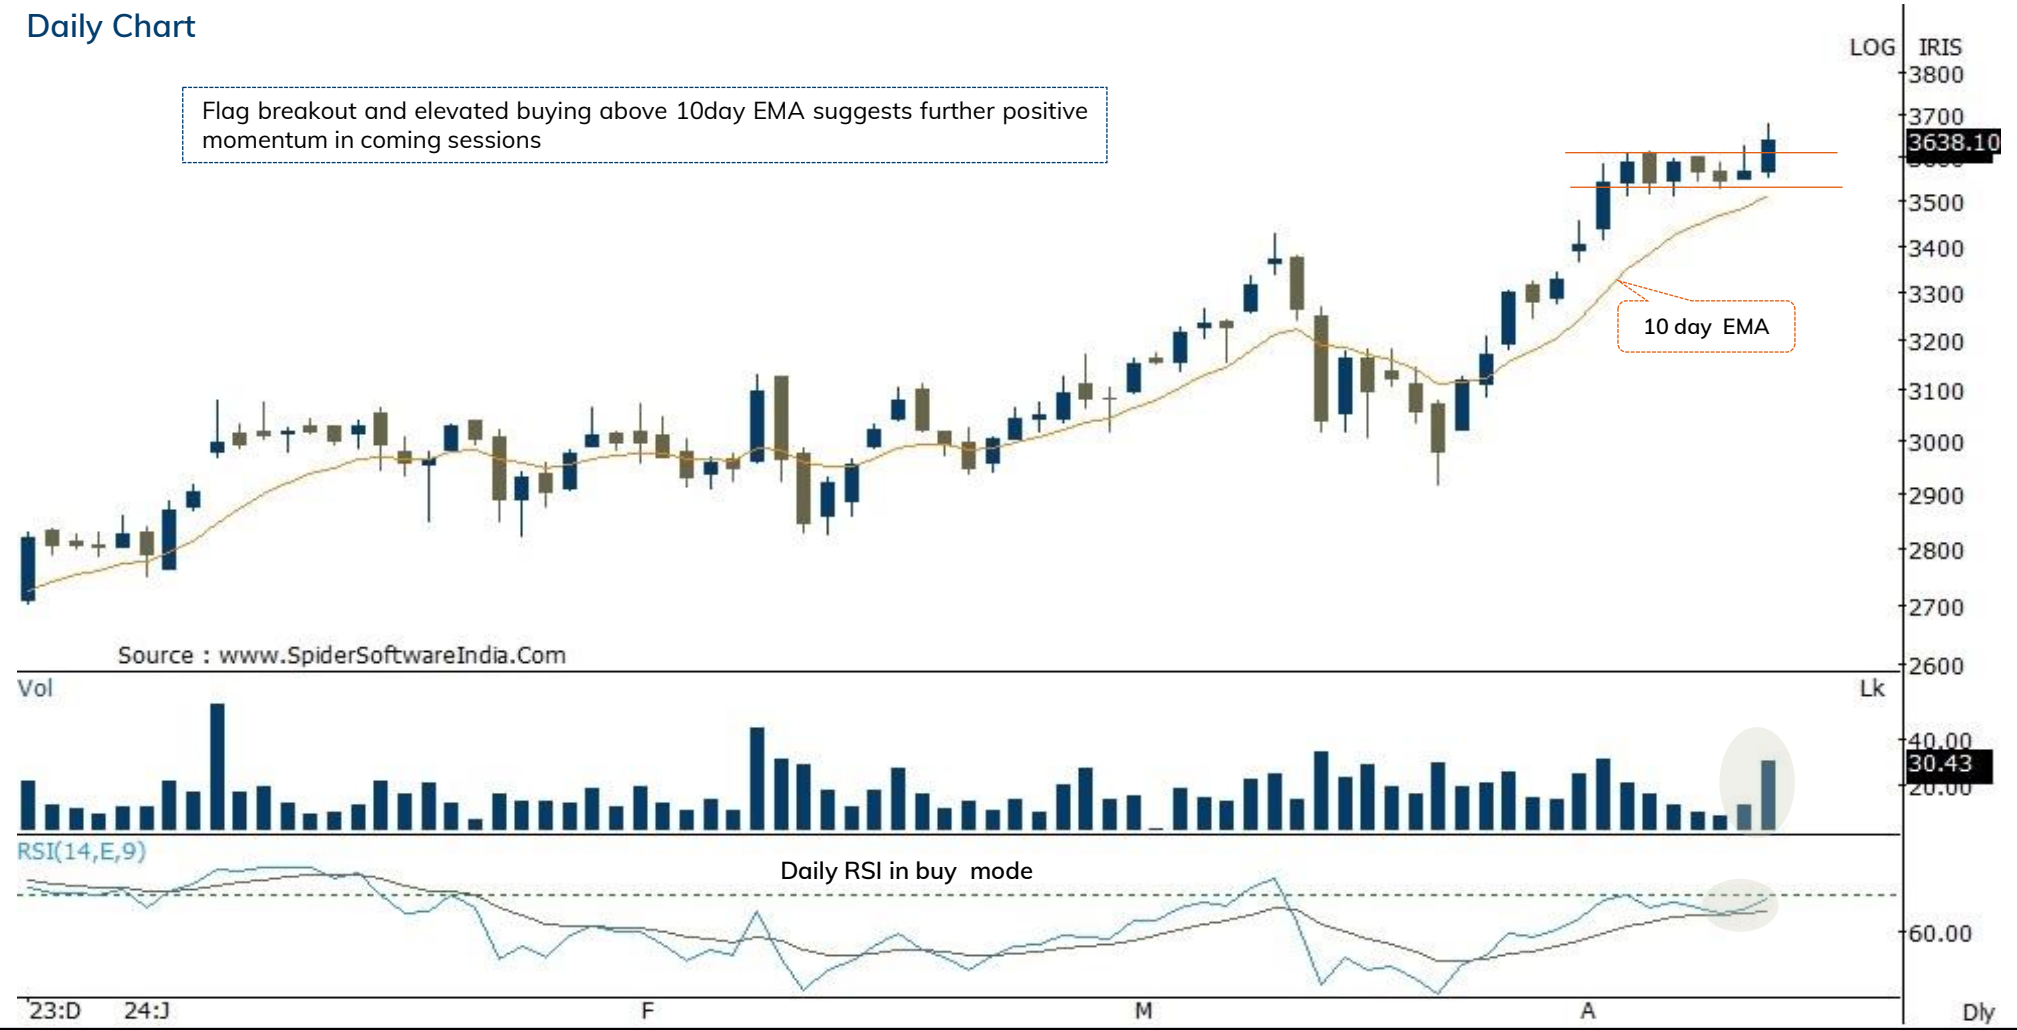 Daily Chart
LOG
IRIS
3800
Flag breakout and elevated buying above 10day EMA suggests further positive
momentum in coming sessions
3700
3638.10
3500
3400
3300
10 day EMA
3200
3100
3000
2900
2800
2700
Source : www.SpiderSoftwareIndia.Com
2600
Vol
Lk
40.00
30.43
20.00
RSI(14,E,9)
Daily RSI in buy mode
60.00
23:D
24:J
F
M
A
Dly